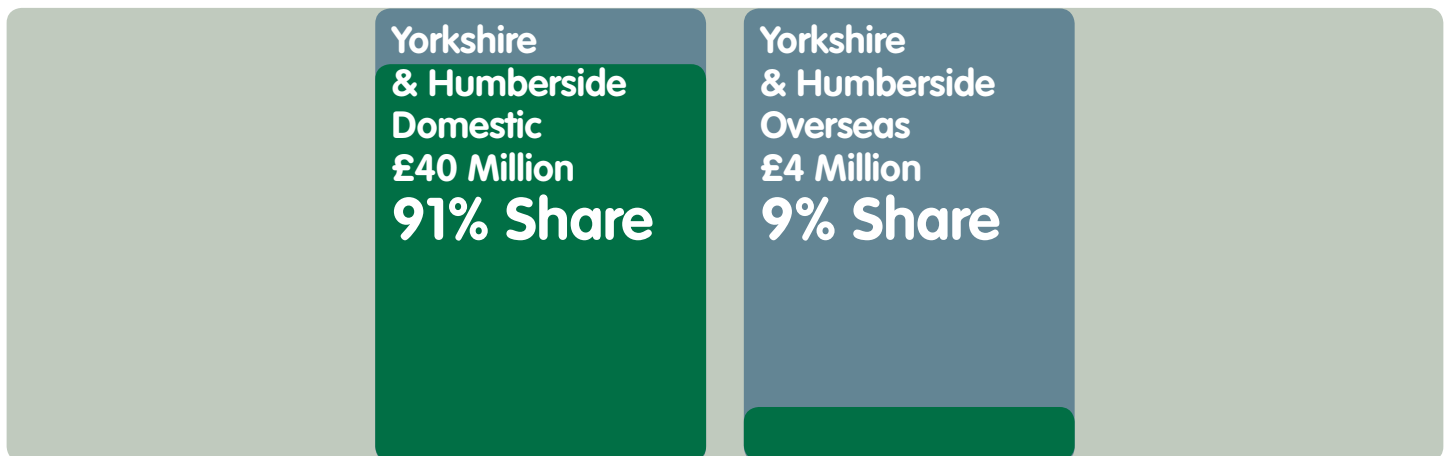 Yorkshire
& Humberside
Domestic
£40 Million
91% Share
Yorkshire
& Humberside
Overseas
£4 Million
9% Share